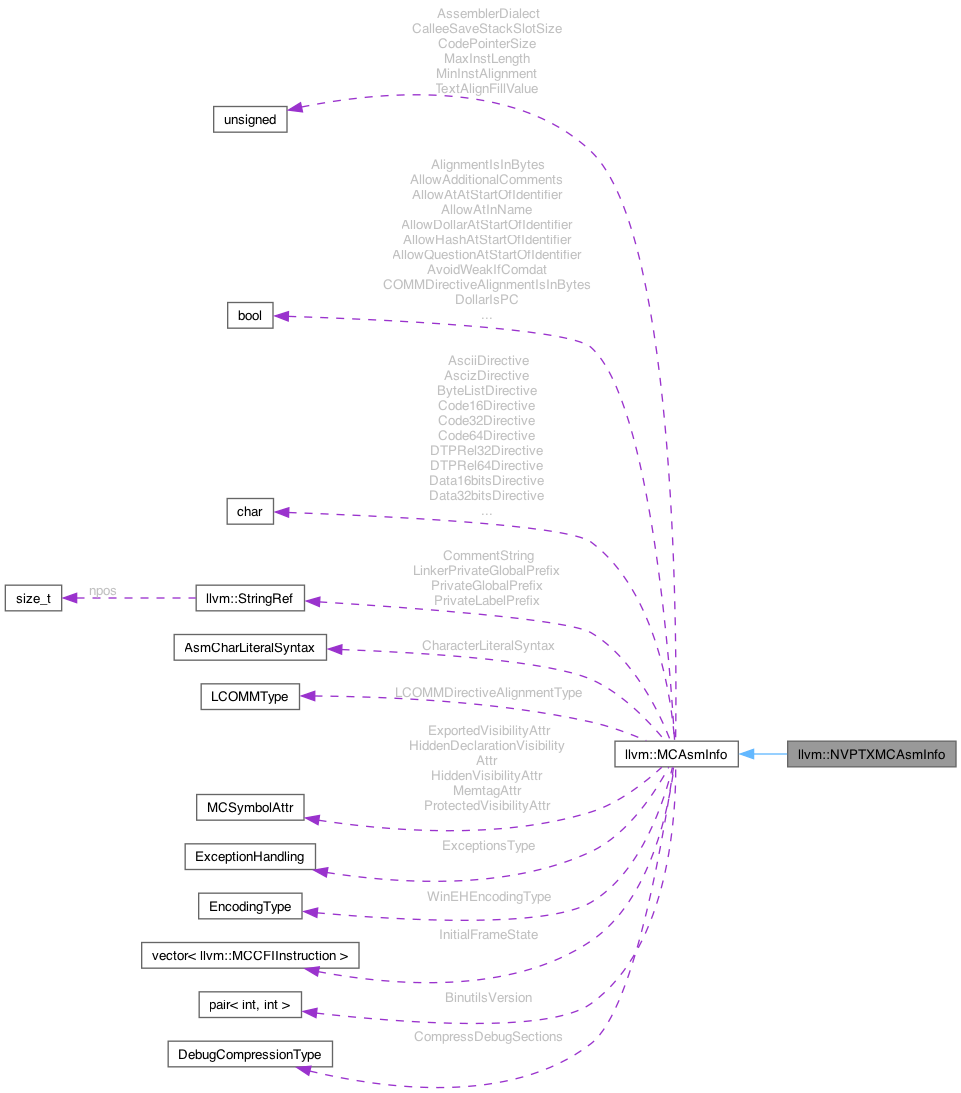 AssemblerDialect
CalleeSaveStackSlotSize
CodePointerSize
MaxInstLength
MinInstAlignment
TextAlignFillValue
unsigned
AlignmentIsInBytes
AllowAdditionalComments
AllowAtAtStartOfIdentifier
AllowAtInName
AllowDollarAtStartOfIdentifier
AllowHashAtStartOfIdentifier
AllowQuestionAtStartOfIdentifier
AvoidWeakIfComdat
COMMDirectiveAlignmentIsInBytes
DollarIsPC
...
bool
AsciiDirective
AscizDirective
ByteListDirective
Code16Directive
Code32Directive
Code64Directive
DTPRel32Directive
DTPRel64Directive
Data16bitsDirective
Data32bitsDirective
...
char
CommentString
LinkerPrivateGlobalPrefix
PrivateGlobalPrefix
PrivateLabelPrefix
size_t
npos
llvm::StringRef
AsmCharLiteralSyntax
CharacterLiteralSyntax
LCOMMType
LCOMMDirectiveAlignmentType
llvm::MCAsmInfo
llvm::NVPTXMCAsmInfo
ExportedVisibilityAttr
HiddenDeclarationVisibility
Attr
HiddenVisibilityAttr
MemtagAttr
ProtectedVisibilityAttr
MCSymbolAttr
ExceptionsType
ExceptionHandling
WinEHEncodingType
EncodingType
InitialFrameState
vector< llvm::MCCFIInstruction >
BinutilsVersion
pair< int, int >
CompressDebugSections
DebugCompressionType